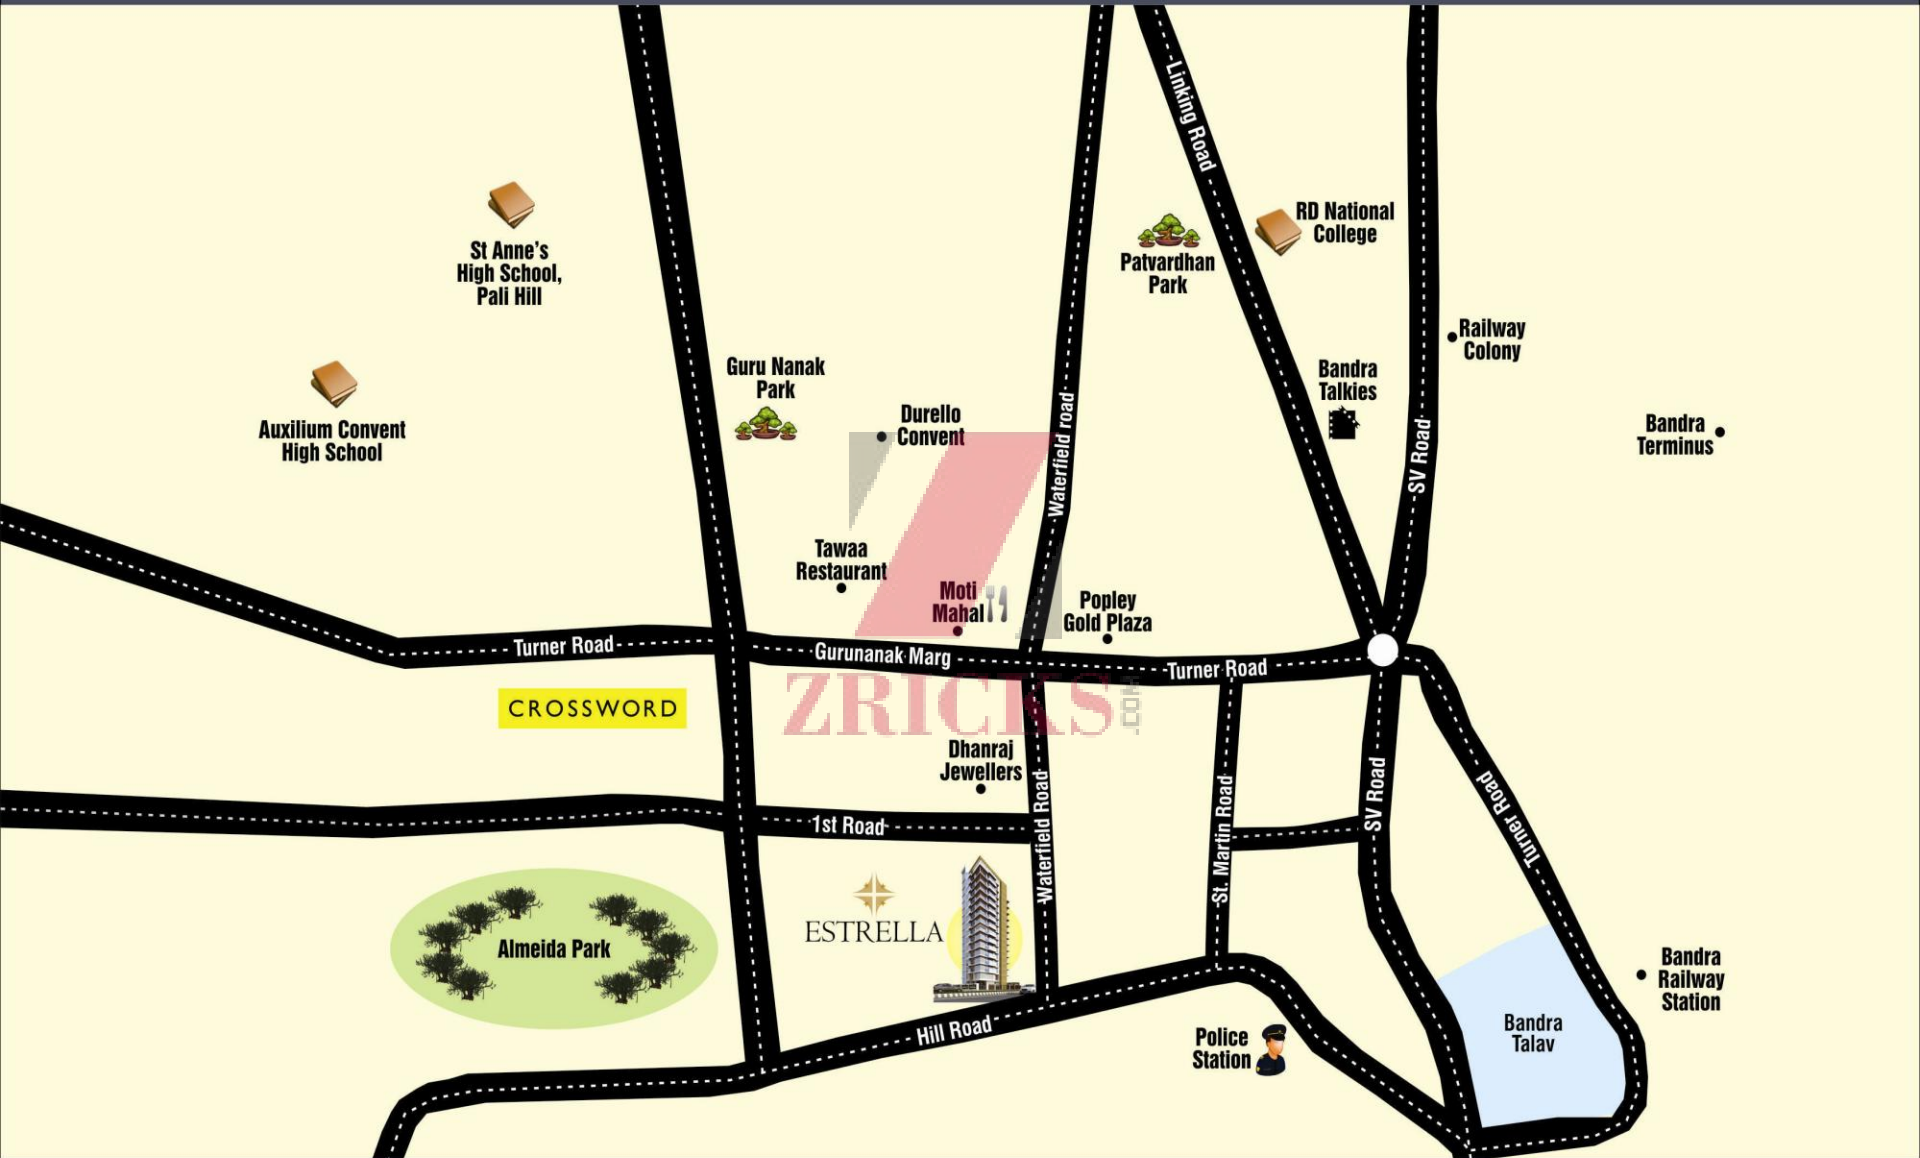 Linking Road
RD National
College
St Anne's
High School,
Pali Hill
Patvardhan
Park
Railway
Colony
Guru Nanak
Park
Bandra
Talkies
Auxilium Convent
High School
Durello
Convent
Waterfield road
SV Road
Bandra
Terminus
Tawaa
Restaurant
Moti
Mahal
Popley
Gold Plaza
Turner Road
Gurunanak Marg
Turner Road
CROSSWORD
ZRICKS
.COM
Dhanraj
Jewellers
Waterfield Road
St. Martin Road
SV Road
Turner Road
1st Road
ESTRELLA
Almeida Park
Bandra
Railway
Station
Hill Road
Police
Station
Bandra
Talav